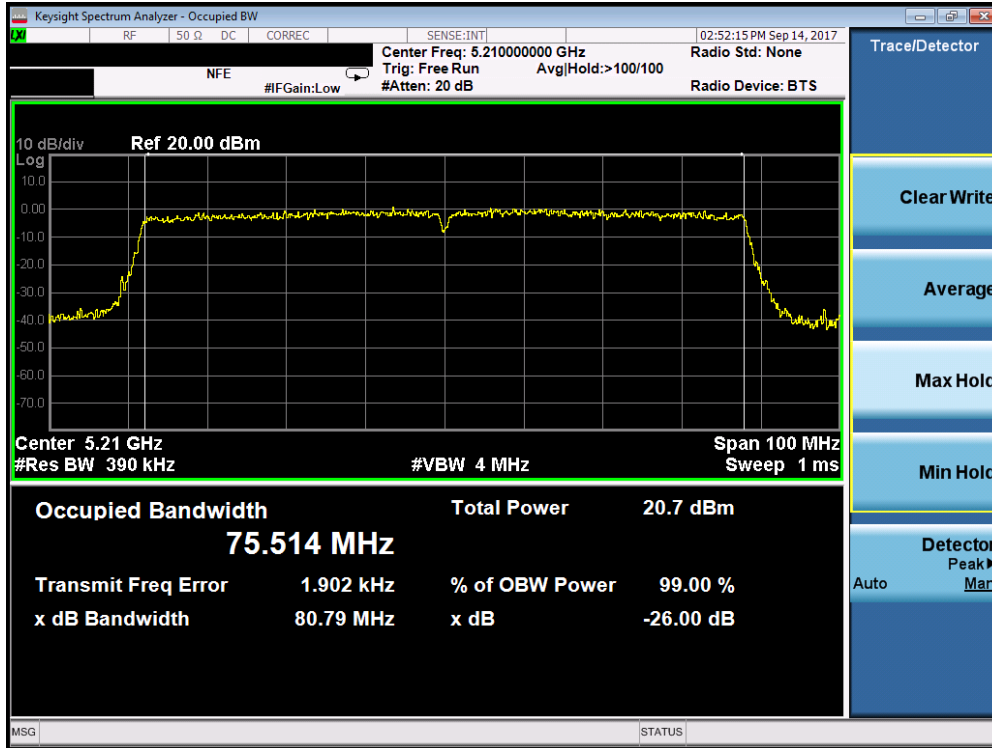 Keysight Spectrum Analyzer - Occupied BW
LXI RF 50 Ω DC CORREC SENSE:INT 02:52:15 PM Sep 14, 2017
Center Freq: 5.210000000 GHz Radio Std: None
NFE Trig: Free Run Avg|Hold:>100/100
#IFGain:Low #Atten: 20 dB Radio Device: BTS
10 dB/div Ref 20.00 dBm
Log
10.0
0.00
-10.0
-20.0
-30.0
-40.0
-50.0
-60.0
-70.0
Center 5.21 GHz Span 100 MHz
#Res BW 390 kHz #VBW 4 MHz Sweep 1 ms
Occupied Bandwidth Total Power 20.7 dBm
75.514 MHz
Transmit Freq Error 1.902 kHz % of OBW Power 99.00 %
x dB Bandwidth 80.79 MHz x dB -26.00 dB
MSG STATUS
Trace/Detector
Clear Write
Average
Max Hold
Min Hold
Detector
Peak▶
Auto Man